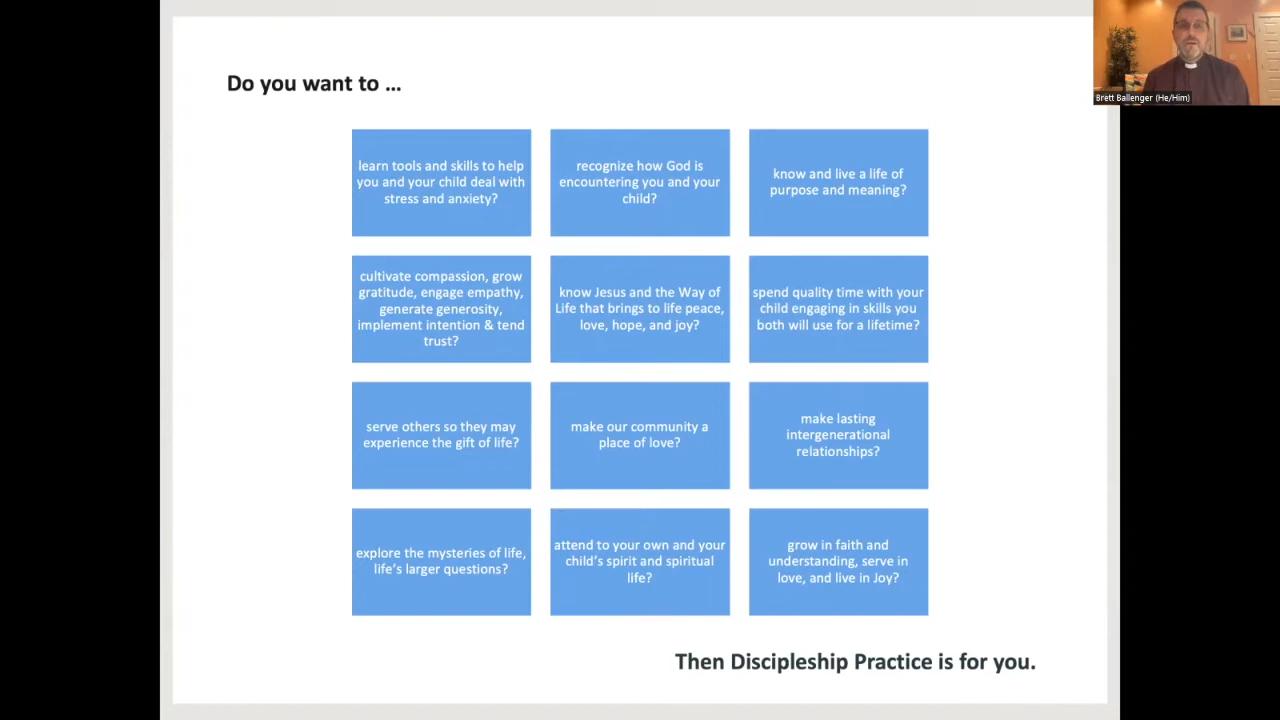 Do you want to ...
learn tools and skills to help
you and your child deal with
stress and anxiety?
recognize how God is
encountering you and your
child?
know and live a life of
purpose and meaning?
cultivate compassion, grow
gratitude, engage empathy,
generate generosity,
implement intention & tend
trust?
know Jesus and the Way of
Life that brings to life peace,
love, hope, and joy?
spend quality time with your
child engaging in skills you
both will use for a lifetime?
serve others so they may
experience the gift of life?
make our community a
place of love?
make lasting
intergenerational
relationships?
explore the mysteries of life,
life's larger questions?
attend to your own and your
child's spirit and spiritual
life?
grow in faith and
understanding, serve in
love, and live in Joy?
Then Discipleship Practice is for you.
Brett Ballenger (He/Him)